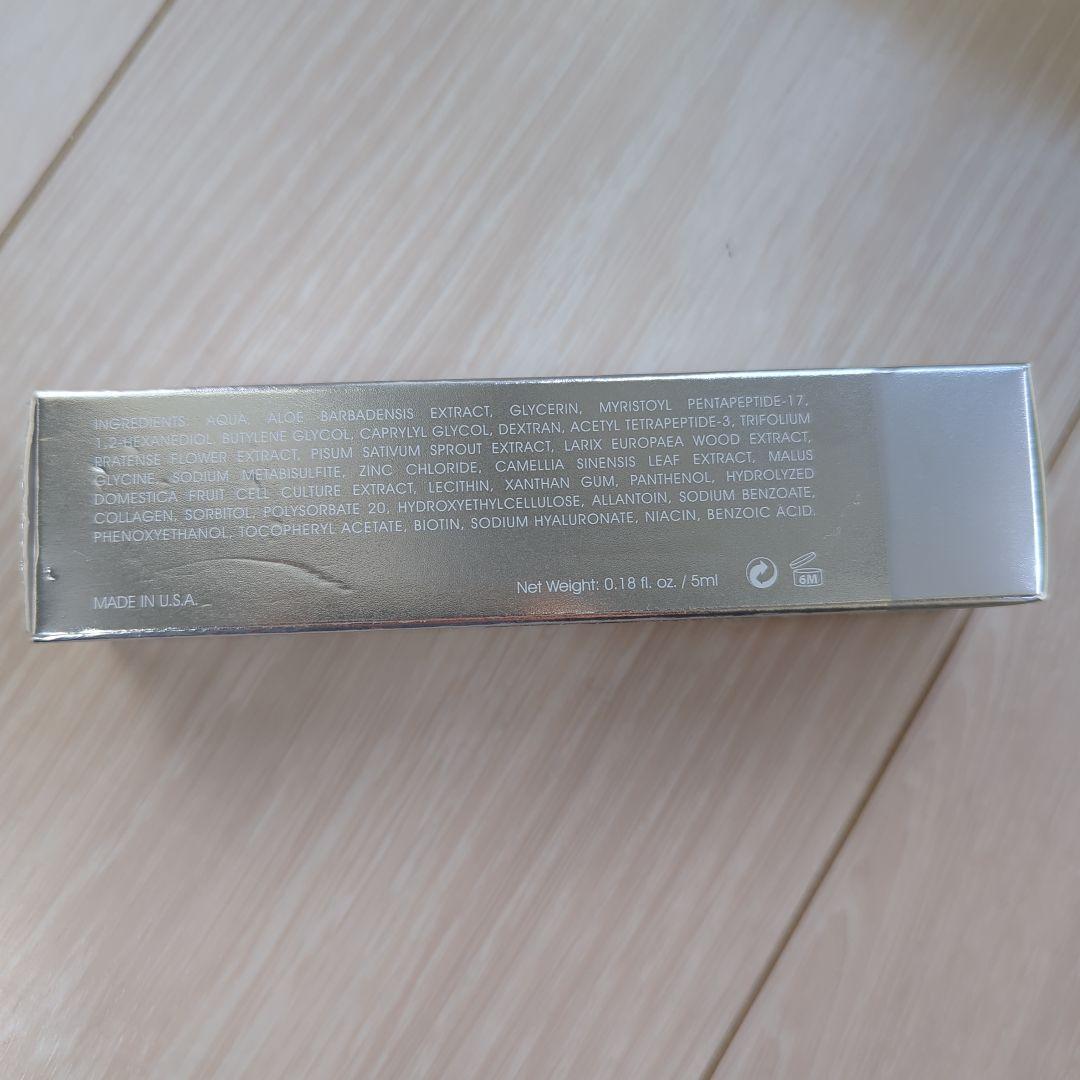 INGREDIENTS: AQUA, ALOE BARBADENSIS EXTRACT, GLYCERIN, MYRISTOYL PENTAPEPTIDE-17,
1,2-HEXANEDIOL, BUTYLENE GLYCOL, CAPRYLYL GLYCOL, DEXTRAN, ACETYL TETRAPEPTIDE-3, TRIFOLIUM
PRATENSE FLOWER EXTRACT, PISUM SATIVUM SPROUT EXTRACT, LARIX EUROPAEA WOOD EXTRACT,
GLYCINE, SODIUM METABISULFITE, ZINC CHLORIDE, CAMELLIA SINENSIS LEAF EXTRACT, MALUS
DOMESTICA FRUIT CELL CULTURE EXTRACT, LECITHIN, XANTHAN GUM, PANTHENOL, HYDROLYZED
COLLAGEN, SORBITOL, POLYSORBATE 20, HYDROXYETHYLCELLULOSE, ALLANTOIN, SODIUM BENZOATE,
PHENOXYETHANOL, TOCOPHERYL ACETATE, BIOTIN, SODIUM HYALURONATE, NIACIN, BENZOIC ACID.
Net Weight: 0.18 fl. oz. / 5ml
6M
MADE IN U.S.A.